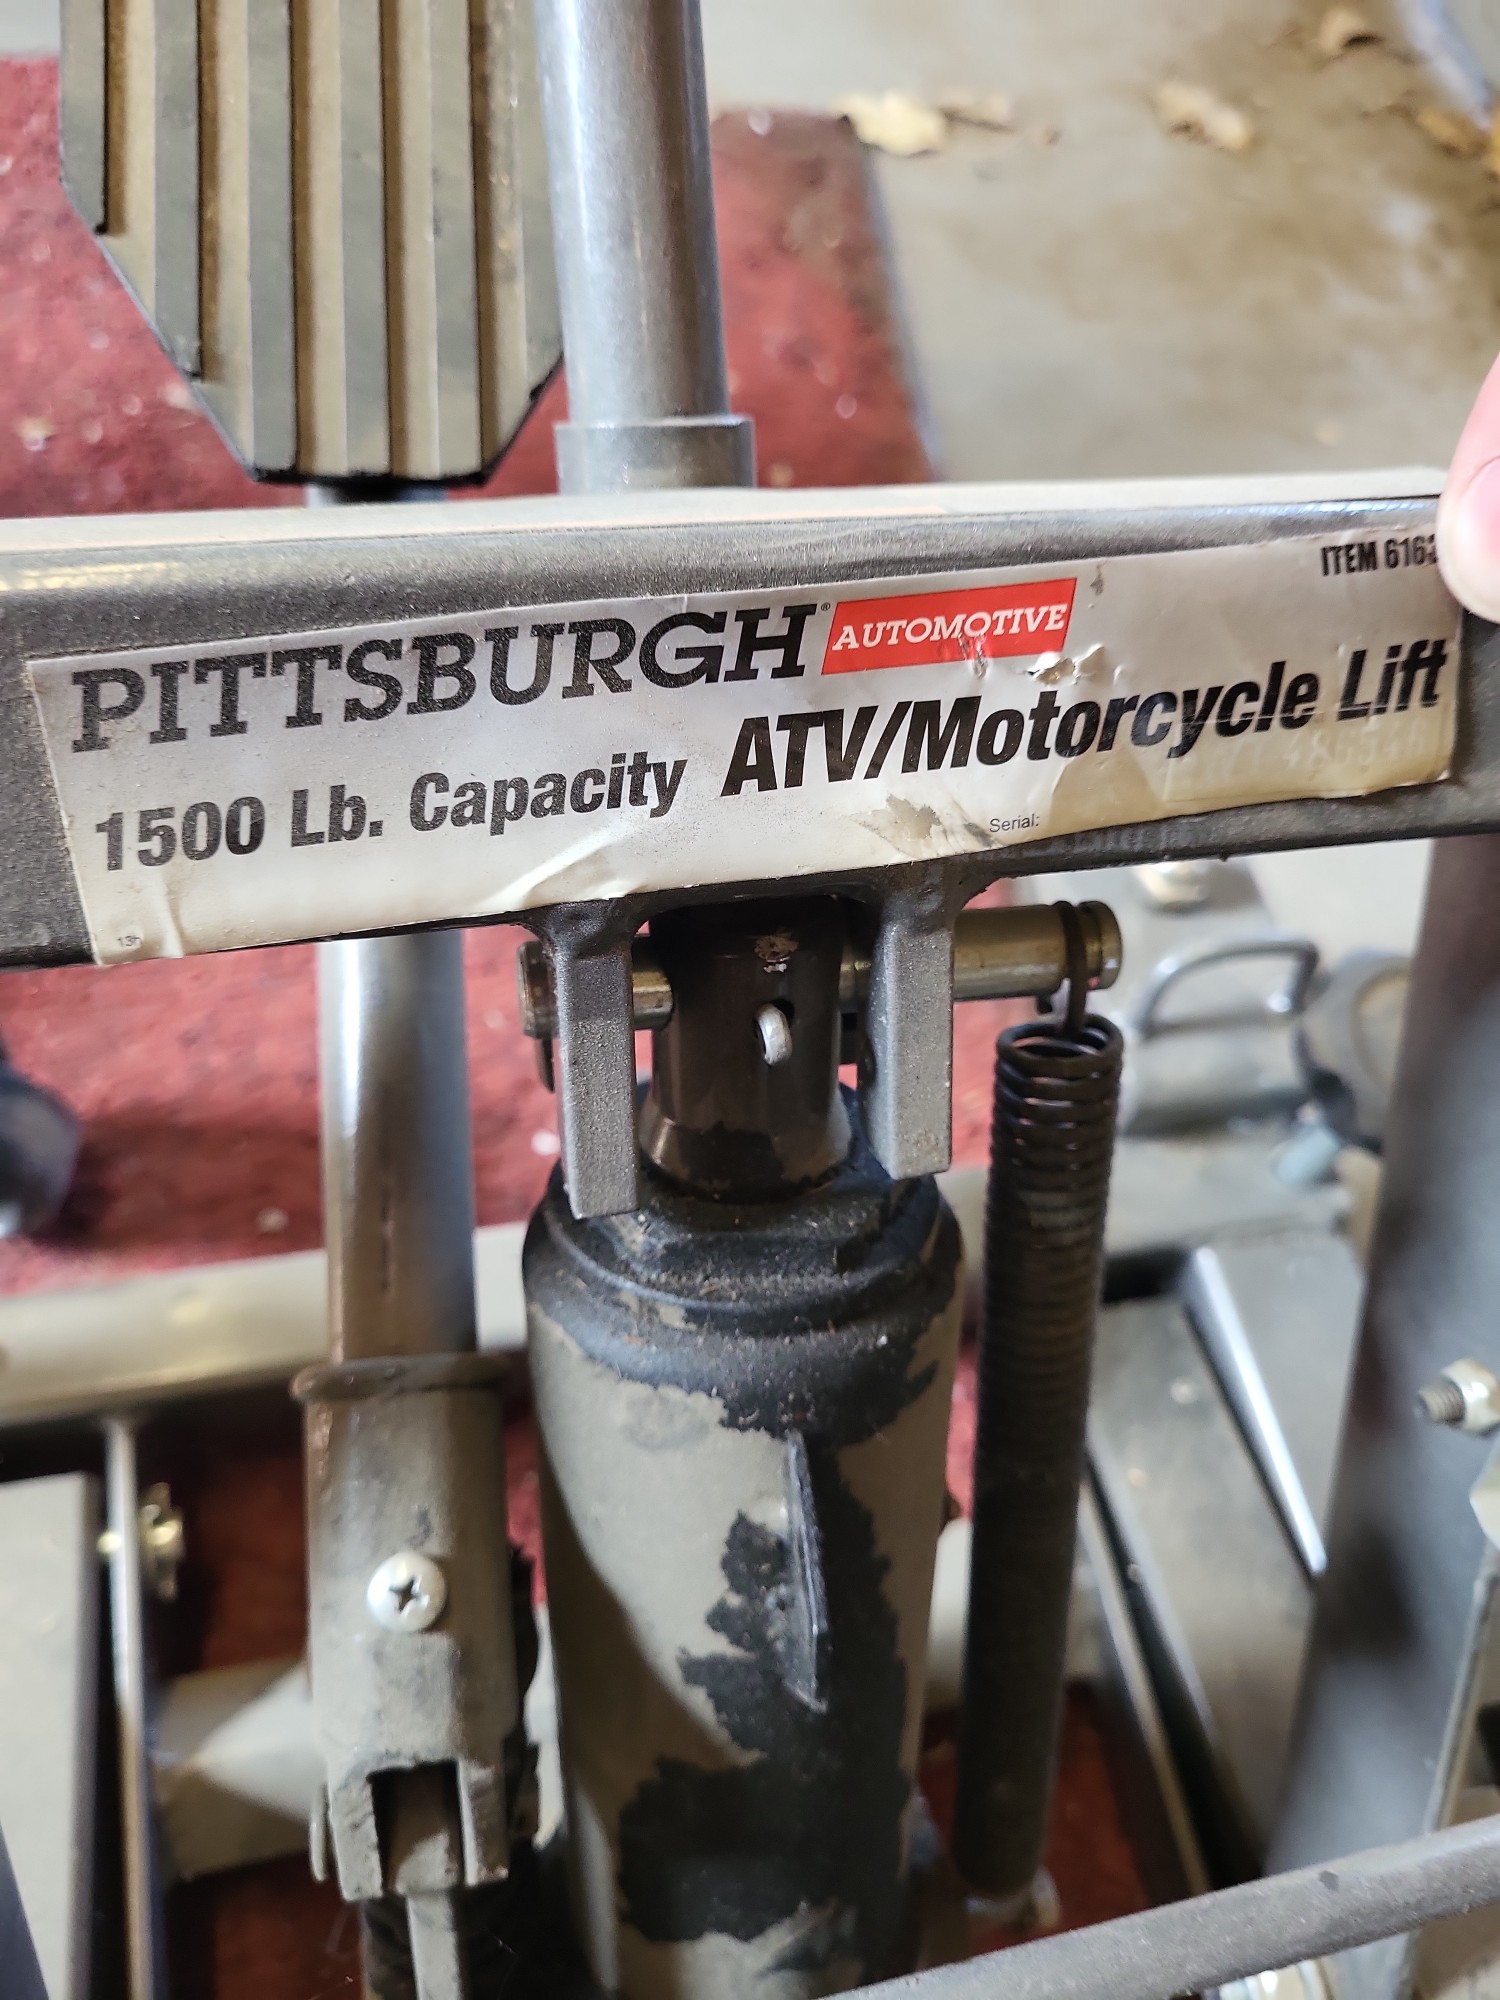 ITEM 6163
PITTSBURGH® AUTOMOTIVE
1500 Lb. Capacity ATV/Motorcycle Lift
Serial: